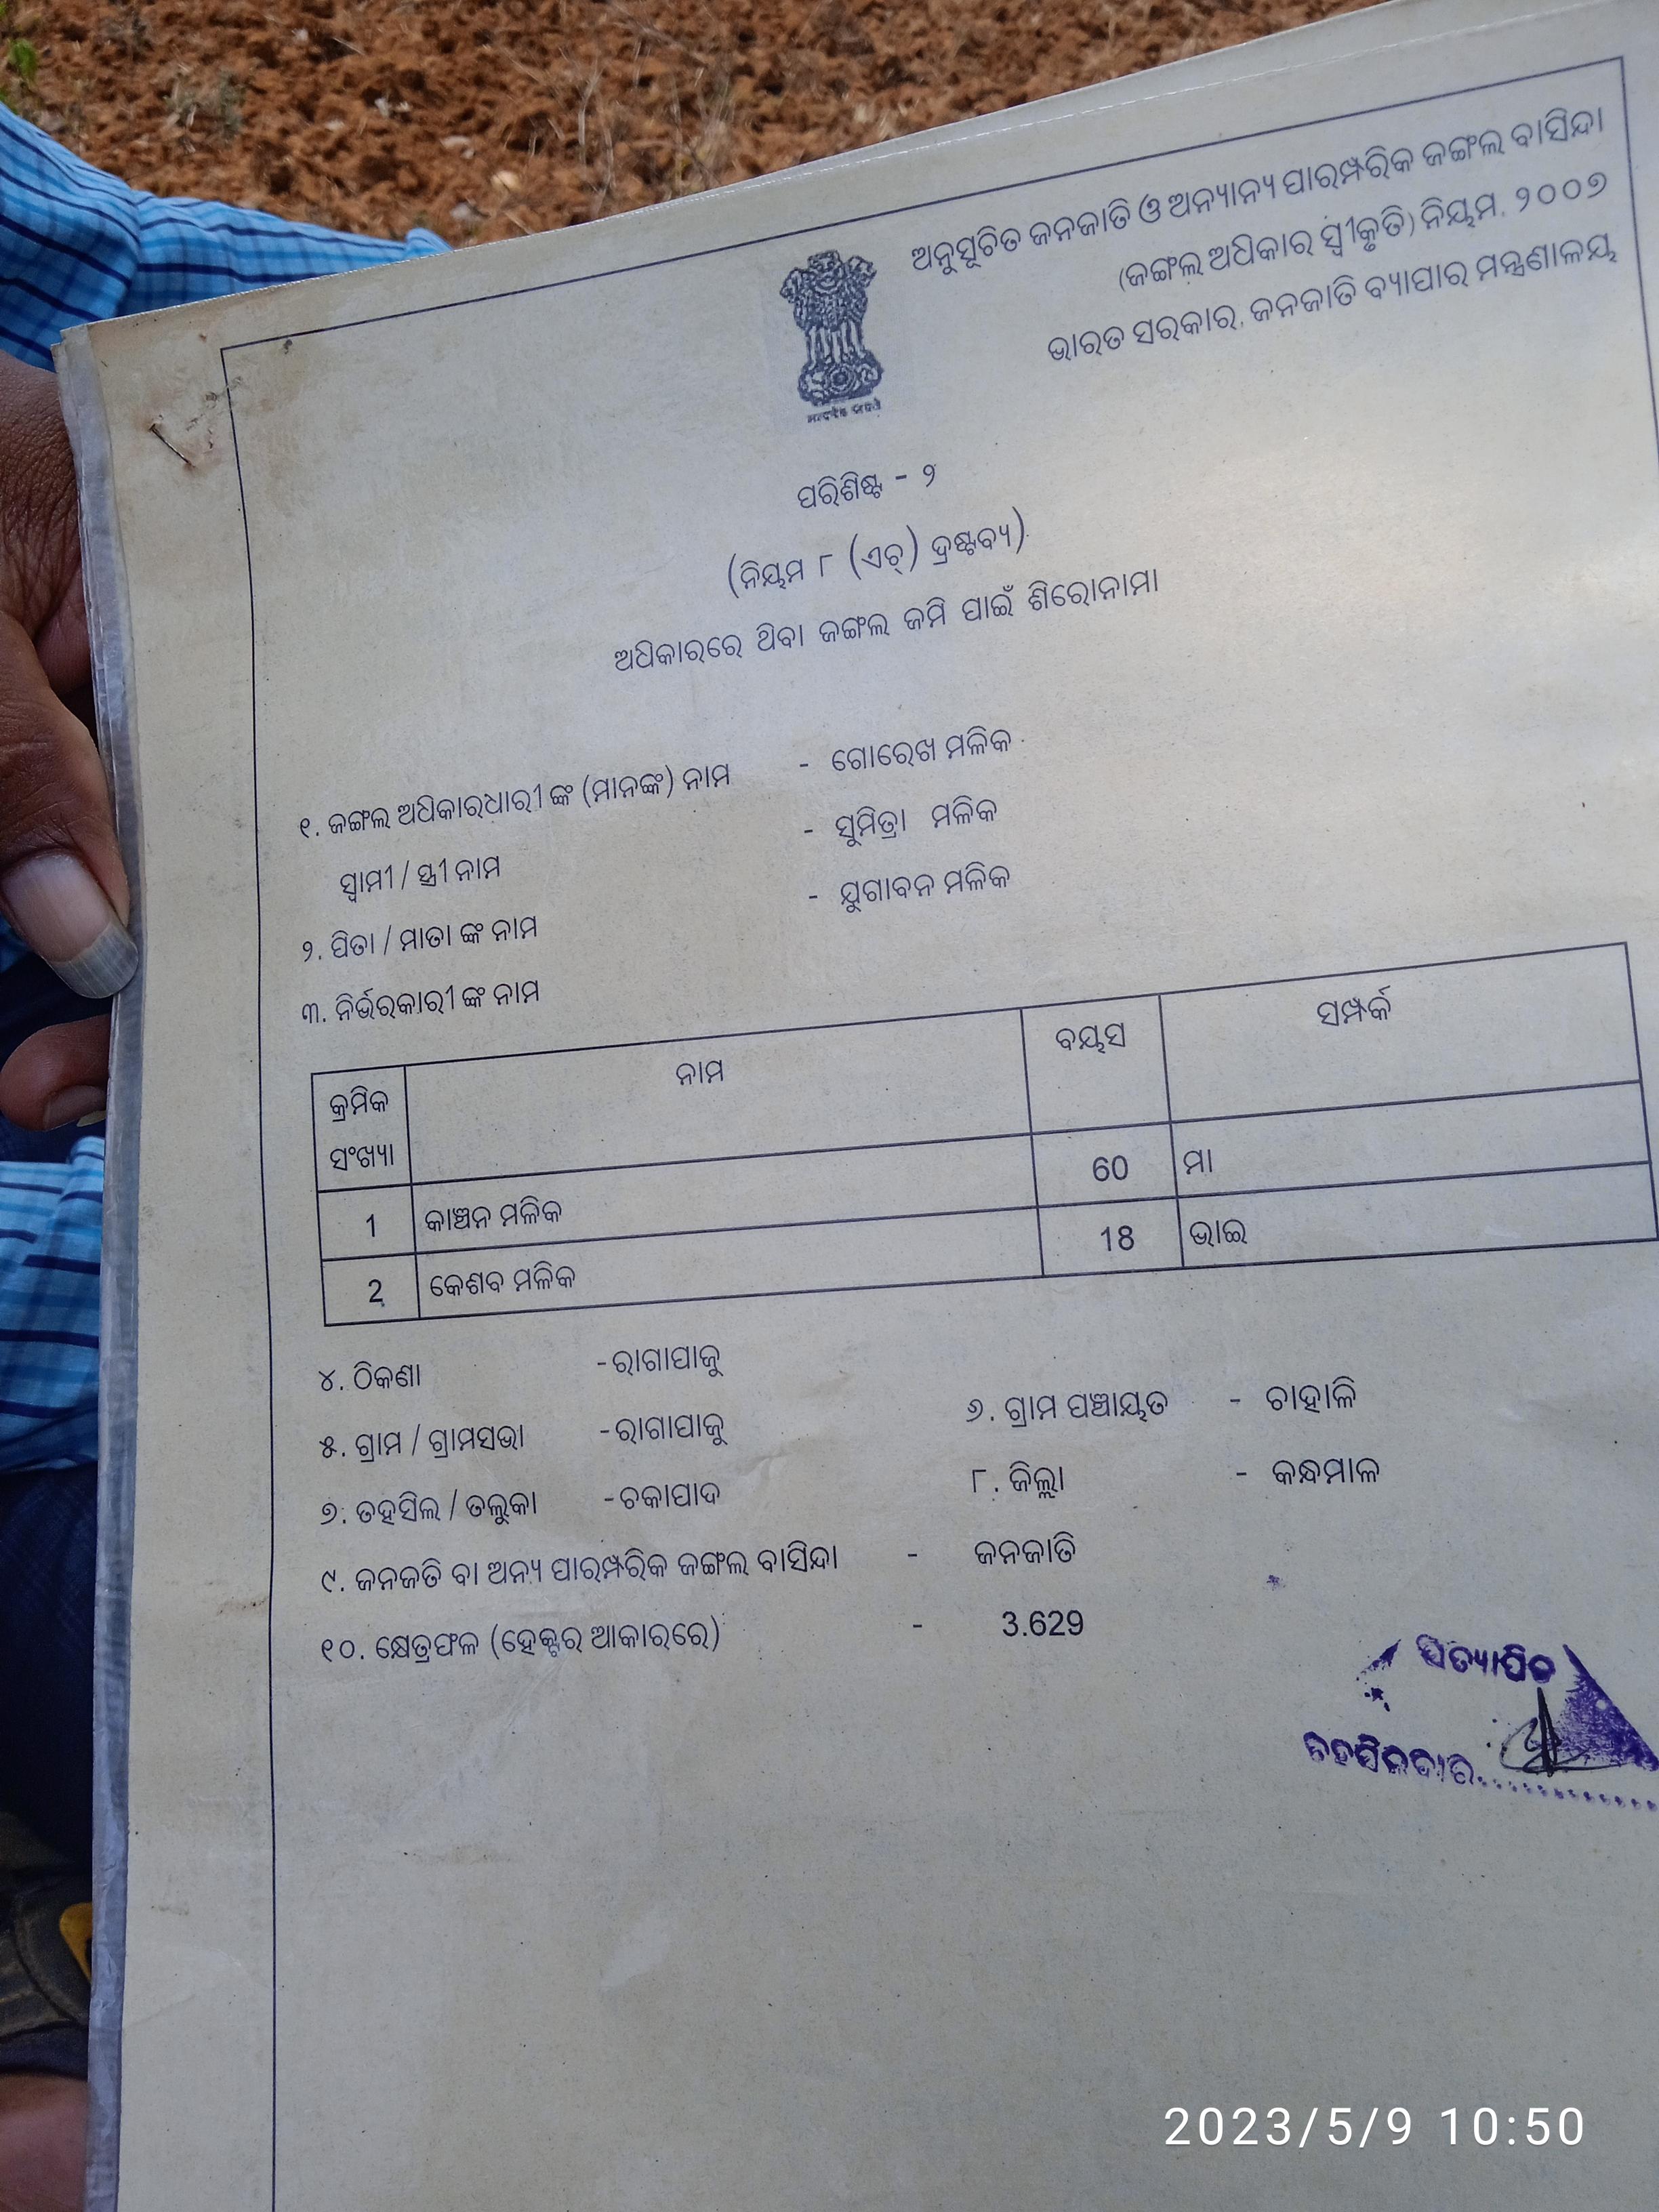 ଅନୁସୂଚିତ ଜନଜାତି ଓ ଅନ୍ୟାନ୍ୟ ପାରମ୍ପରିକ ଜଙ୍ଗଲ ବାସିନ୍ଦା
(ଜଙ୍ଗଲ ଅଧିକାର ସ୍ୱୀକୃତି) ନିୟମ, ୨୦୦୭
ଭାରତ ସରକାର, ଜନଜାତି ବ୍ୟାପାର ମନ୍ତ୍ରଣାଳୟ
ପରିଶିଷ୍ଟ - ୨
(ନିୟମ ୮ (ଏଚ୍) ଦ୍ରଷ୍ଟବ୍ୟ)
ଅଧିକାରରେ ଥିବା ଜଙ୍ଗଲ ଜମି ପାଇଁ ଶିରୋନାମା
୧. ଜଙ୍ଗଲ ଅଧିକାରଧାରୀ ଙ୍କ (ମାନଙ୍କ) ନାମ - ଗୋରେଖ ମଳିକ
ସ୍ୱାମୀ / ସ୍ତ୍ରୀ ନାମ - ସୁମିତ୍ରା ମଳିକ
୨. ପିତା / ମାତା ଙ୍କ ନାମ - ଯୁଗାବନ ମଳିକ
୩. ନିର୍ଭରକାରୀ ଙ୍କ ନାମ
କ୍ରମିକ ସଂଖ୍ୟା ନାମ ବୟସ ସମ୍ପର୍କ
1 କାଞ୍ଚନ ମଳିକ 60 ମା
2 କେଶବ ମଳିକ 18 ଭାଇ
୪. ଠିକଣା - ରାଗାପାଜୁ
୫. ଗ୍ରାମ / ଗ୍ରାମସଭା - ରାଗାପାଜୁ ୬. ଗ୍ରାମ ପଞ୍ଚାୟତ - ଚାହାଳି
୭. ତହସିଲ / ତଲୁକା - ଚକାପାଦ ୮. ଜିଲ୍ଲା - କନ୍ଧମାଳ
୯. ଜନଜତି ବା ଅନ୍ୟ ପାରମ୍ପରିକ ଜଙ୍ଗଲ ବାସିନ୍ଦା - ଜନଜାତି
୧୦. କ୍ଷେତ୍ରଫଳ (ହେକ୍ଟର ଆକାରରେ) - 3.629
ସତ୍ୟାପିତ
ତହସିଲଦାର
2023/5/9 10:50